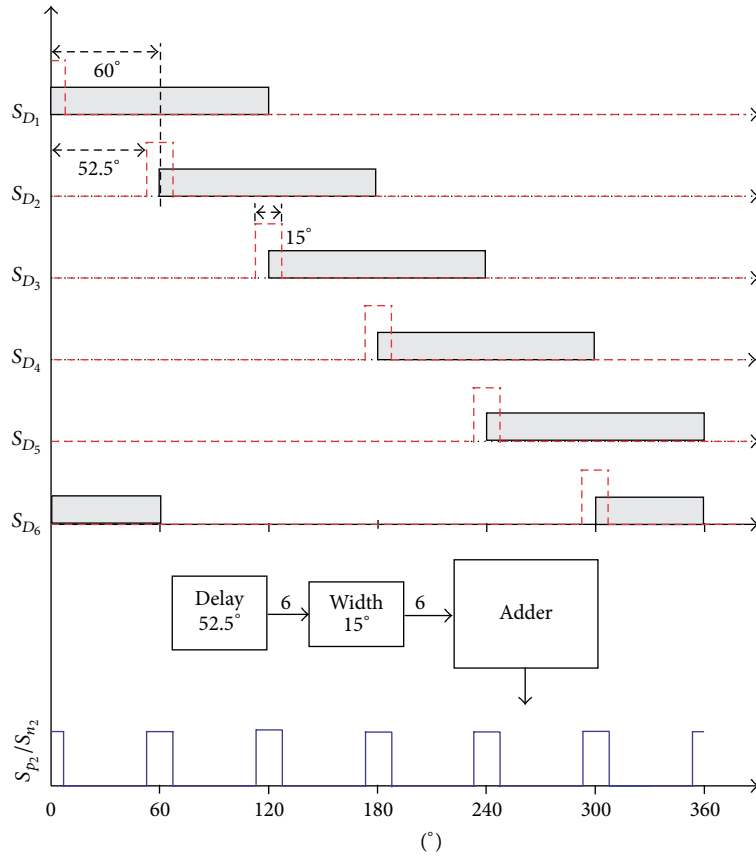 60°
S_{D_1}
52.5°
S_{D_2}
15°
S_{D_3}
S_{D_4}
S_{D_5}
S_{D_6}
Delay
52.5°
6
Width
15°
6
Adder
S_{p_2}/S_{n_2}
0
60
120
180
240
300
360
(°)